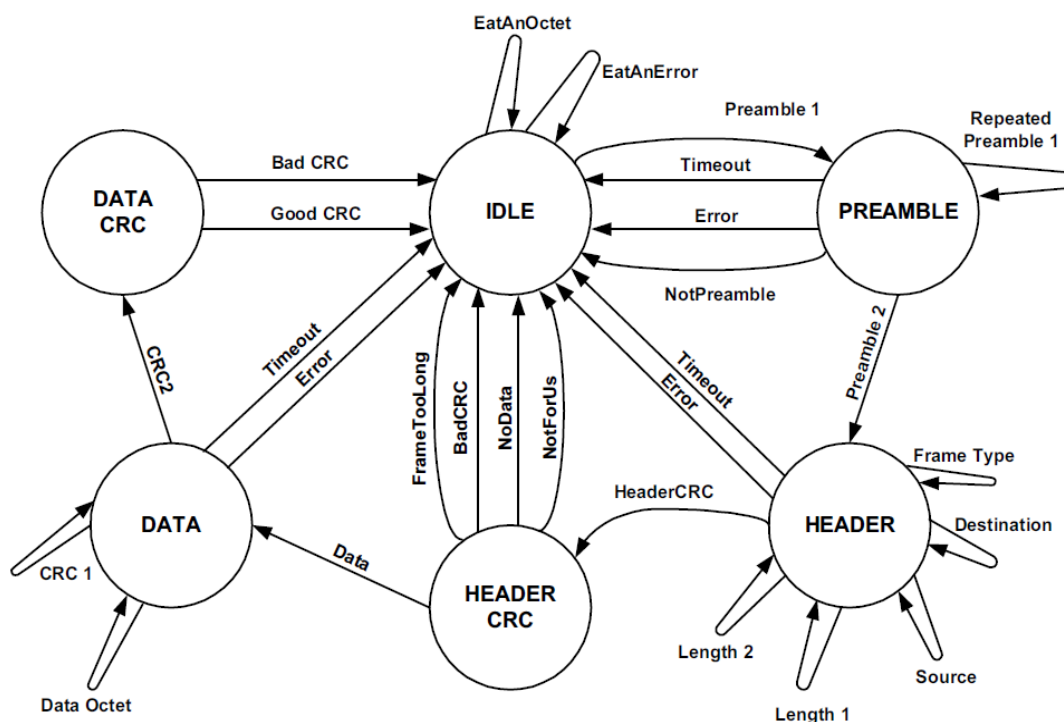 EatAnOctet
EatAnError
Preamble 1
Repeated
Preamble 1
Bad CRC
Timeout
DATA
CRC
IDLE
PREAMBLE
Good CRC
Error
NotPreamble
CRC2
Timeout
Error
FrameTooLong
BadCRC
NoData
NotForUs
Timeout
Error
Preamble 2
Frame Type
HeaderCRC
DATA
HEADER
Destination
CRC 1
Data
HEADER
CRC
Length 2
Source
Data Octet
Length 1